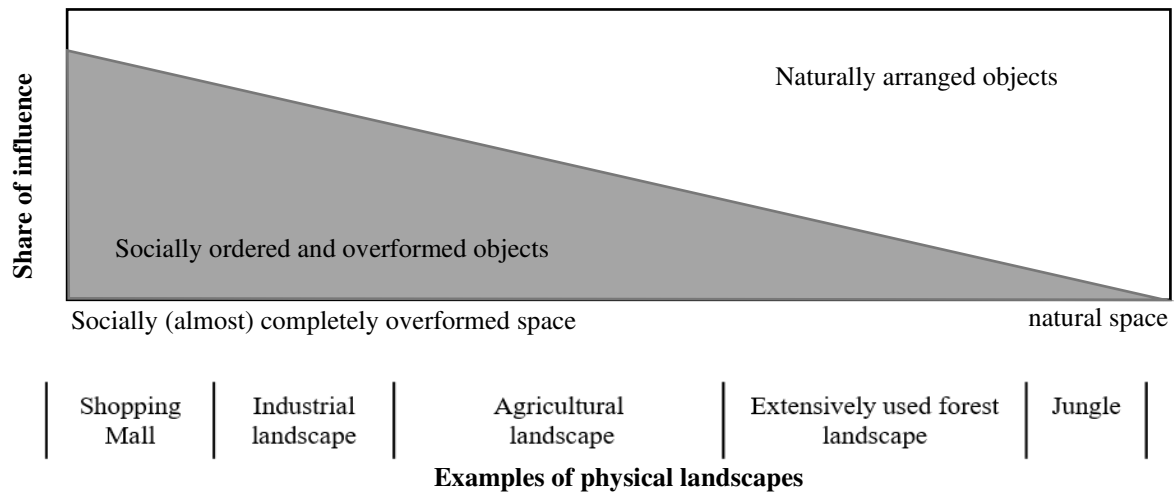 Share of influence
Naturally arranged objects
Socially ordered and overformed objects
Socially (almost) completely overformed space
natural space
Shopping
Mall
Industrial
landscape
Agricultural
landscape
Extensively used forest
landscape
Jungle
Examples of physical landscapes